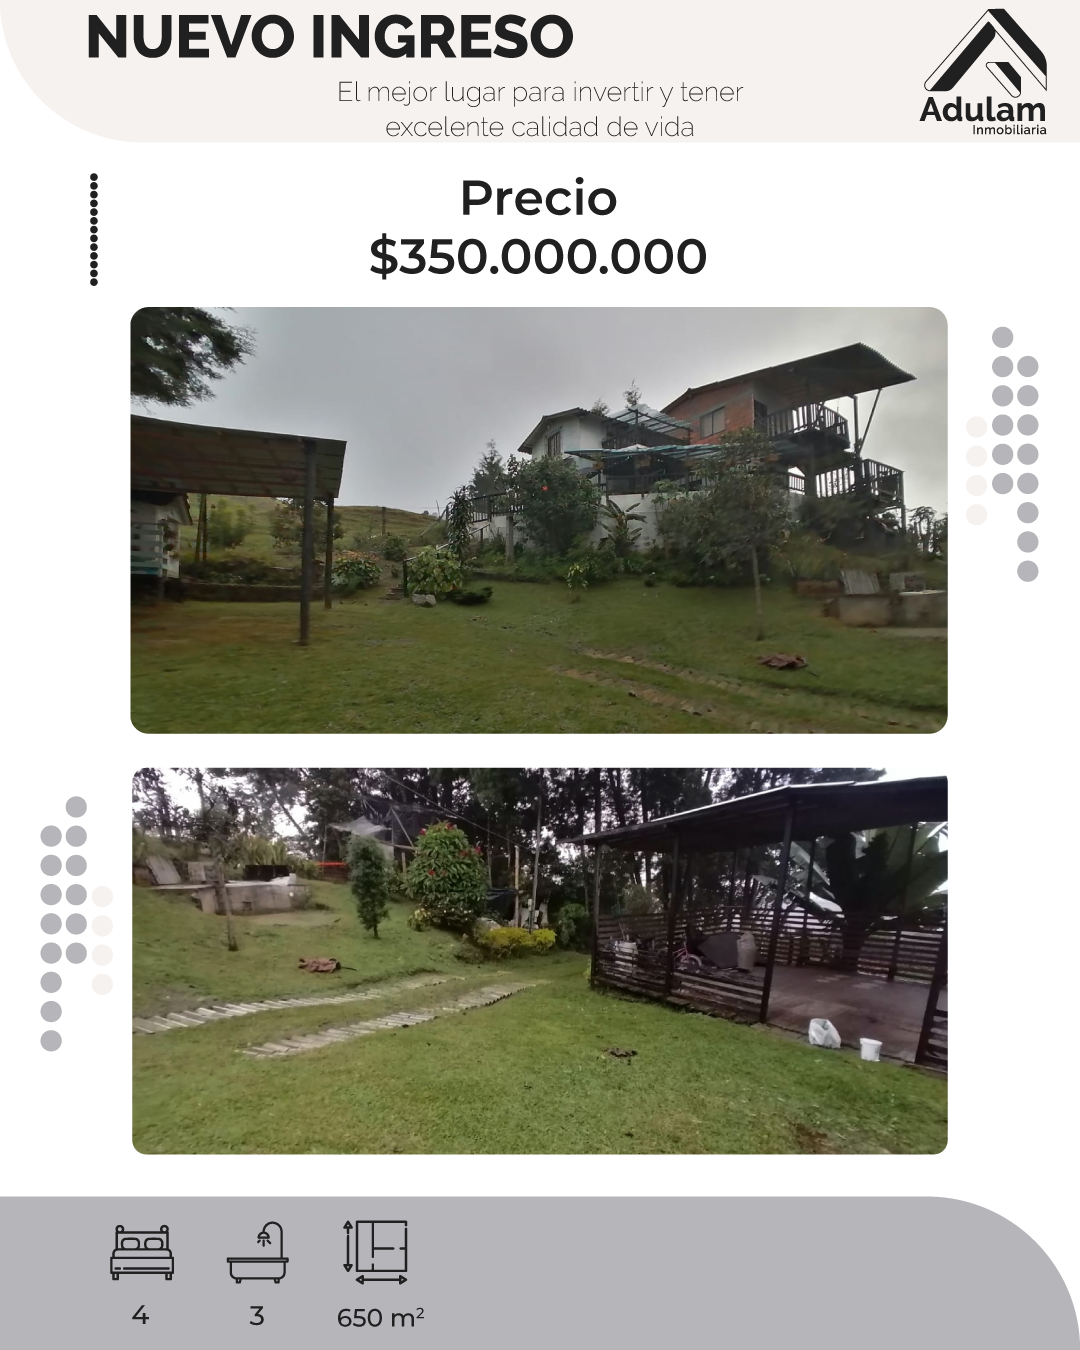 NUEVO INGRESO
El mejor lugar para invertir y tener
excelente calidad de vida
Adulam
Inmobiliaria
Precio
$350.000.000
4
3
650 m²